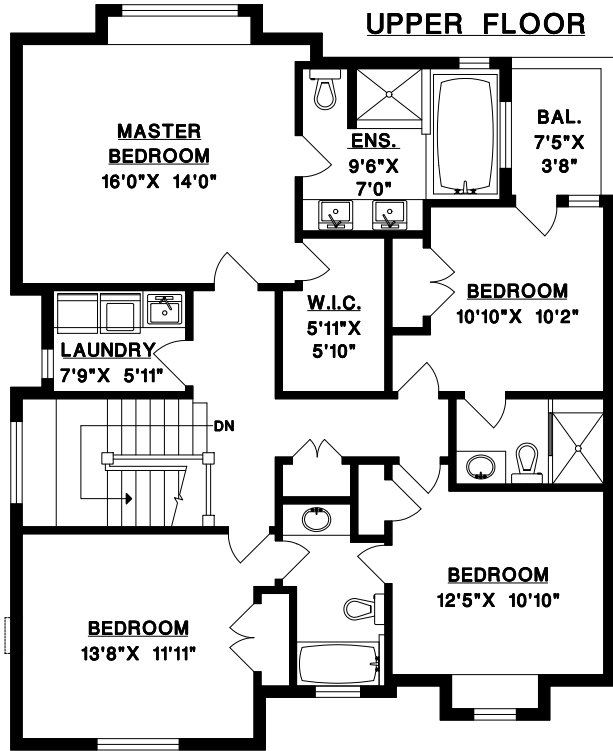 UPPER FLOOR
MASTER
BEDROOM
16'0"X 14'0"
ENS.
9'6"X
7'0"
BAL.
7'5"X
3'8"
BEDROOM
10'10"X 10'2"
W.I.C.
5'11"X
5'10"
LAUNDRY
7'9"X 5'11"
DN
BEDROOM
12'5"X 10'10"
BEDROOM
13'8"X 11'11"